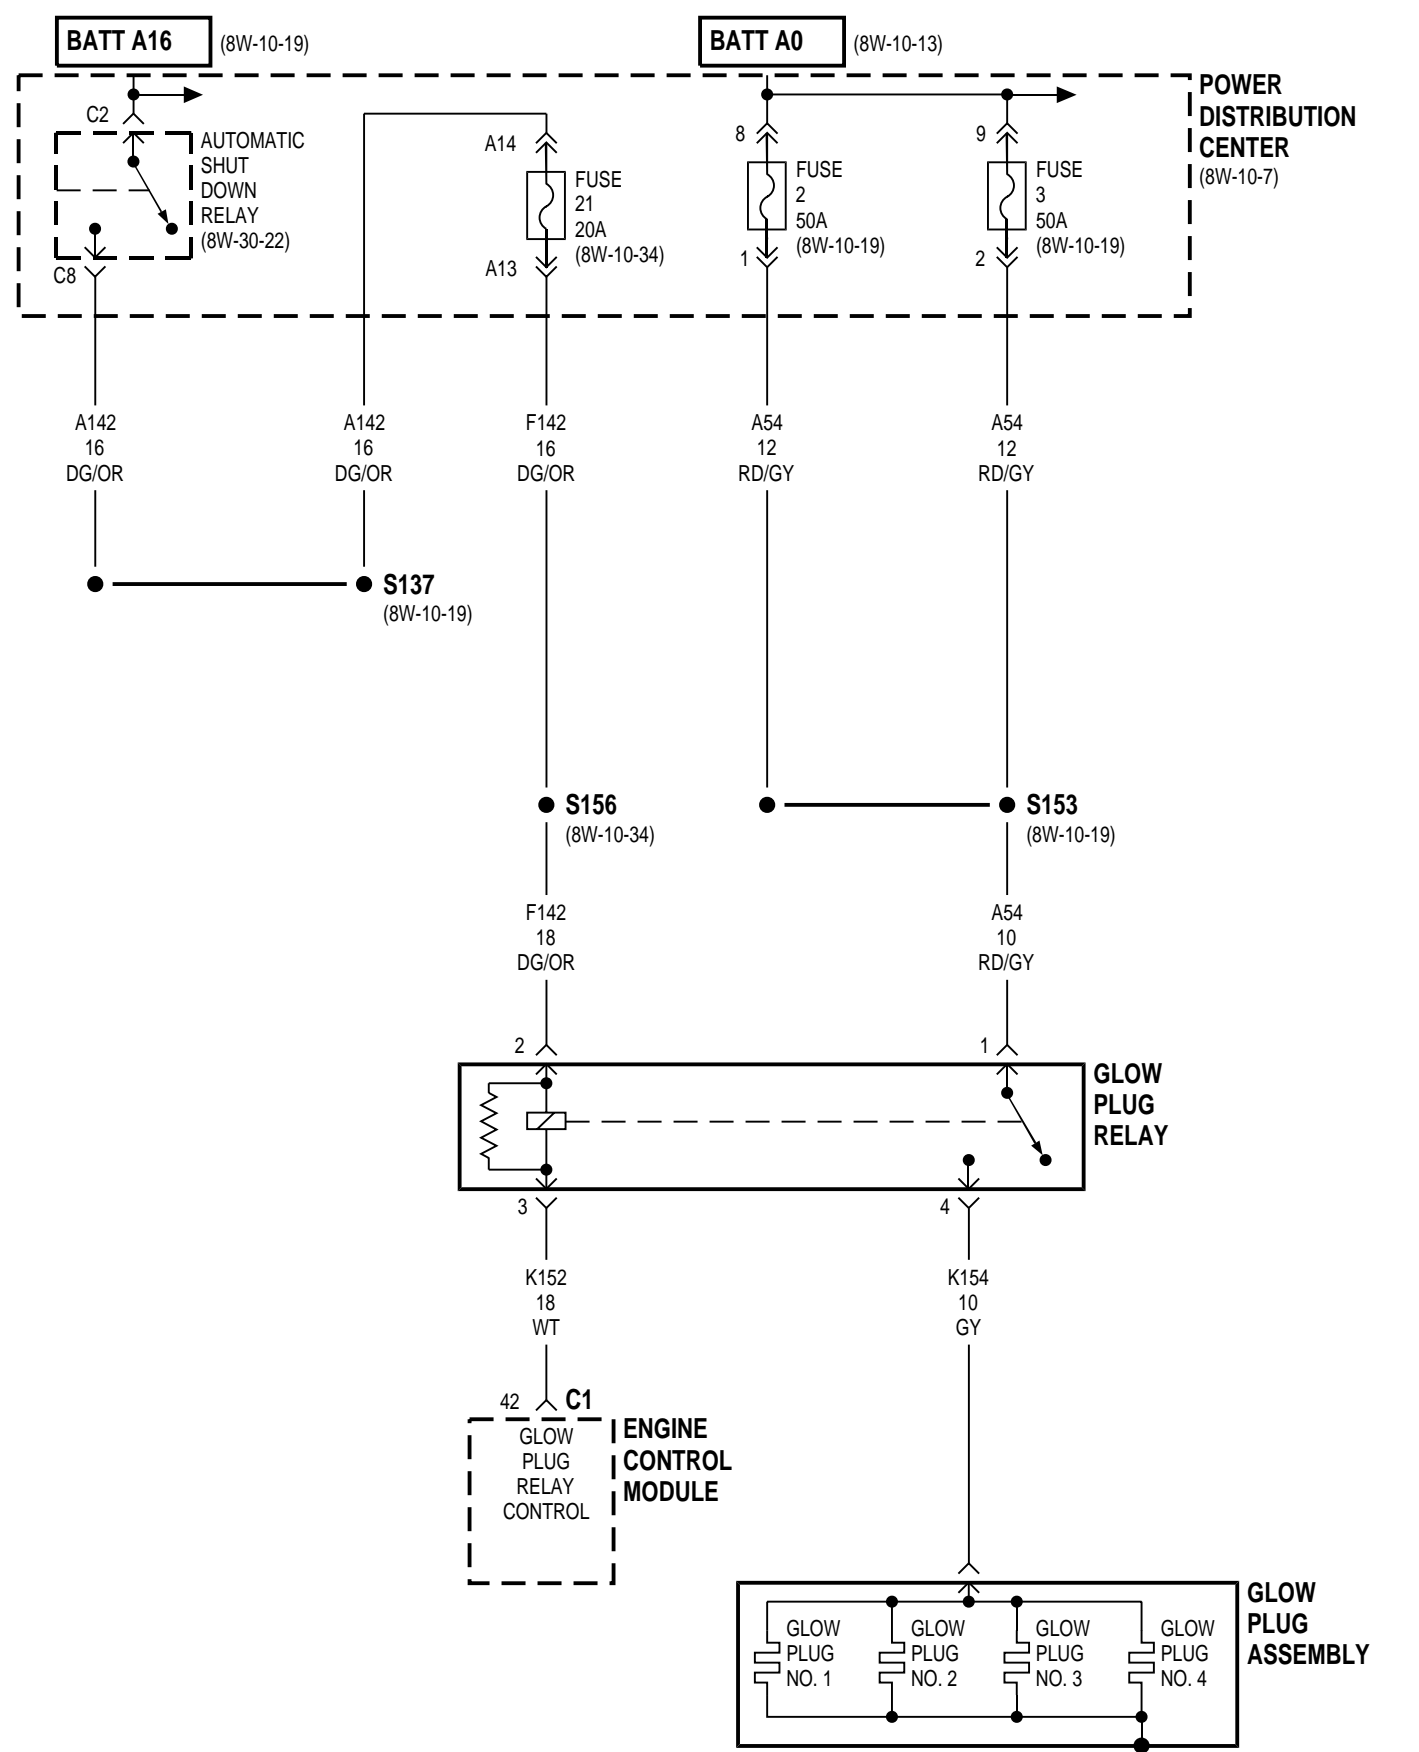 BATT A16
(8W-10-19)
BATT A0
(8W-10-13)
POWER
DISTRIBUTION
CENTER
(8W-10-7)
C2
AUTOMATIC
SHUT
DOWN
RELAY
(8W-30-22)
C8
A14
FUSE
21
20A
(8W-10-34)
A13
8
FUSE
2
50A
(8W-10-19)
1
9
FUSE
3
50A
(8W-10-19)
2
A142
16
DG/OR
A142
16
DG/OR
F142
16
DG/OR
A54
12
RD/GY
A54
12
RD/GY
S137
(8W-10-19)
S156
(8W-10-34)
S153
(8W-10-19)
F142
18
DG/OR
A54
10
RD/GY
2
1
GLOW
PLUG
RELAY
3
4
K152
18
WT
K154
10
GY
42
C1
GLOW
PLUG
RELAY
CONTROL
ENGINE
CONTROL
MODULE
GLOW
PLUG
NO. 1
GLOW
PLUG
NO. 2
GLOW
PLUG
NO. 3
GLOW
PLUG
NO. 4
GLOW
PLUG
ASSEMBLY